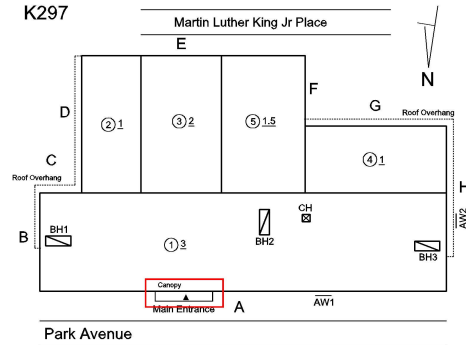 K297
Martin Luther King Jr Place
E
N
D
F
G
Roof Overhang
2 1
3 2
5 1.5
4 1
C
Roof Overhang
H
AW2
B
BH1
CH
BH2
BH3
1 3
Canopy
Main Entrance
A
AW1
Park Avenue